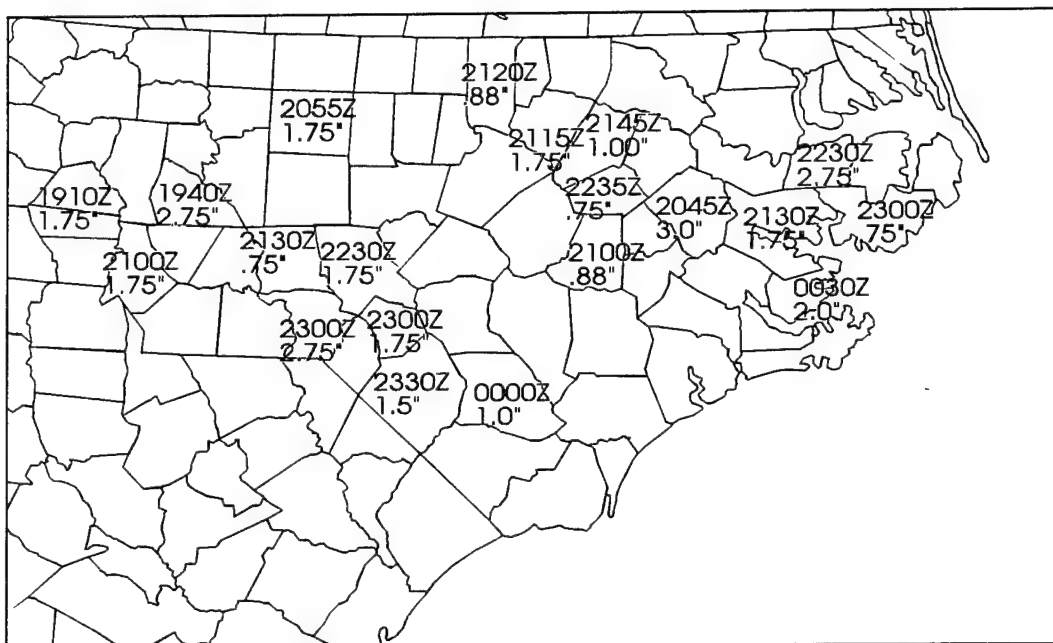 2120Z
.88"
2055Z
1.75"
2115Z
1.75"
2145Z
1.00"
2230Z
2.75"
1910Z
1.75"
1940Z
2.75"
2235Z
.75"
2045Z
3.0"
2130Z
1.75"
2300Z
.75"
2130Z
.75"
2230Z
1.75"
2100Z
.88"
2100Z
1.75"
0030Z
2.0"
2300Z
2.75"
2300Z
1.75"
2330Z
1.5"
0000Z
1.0"